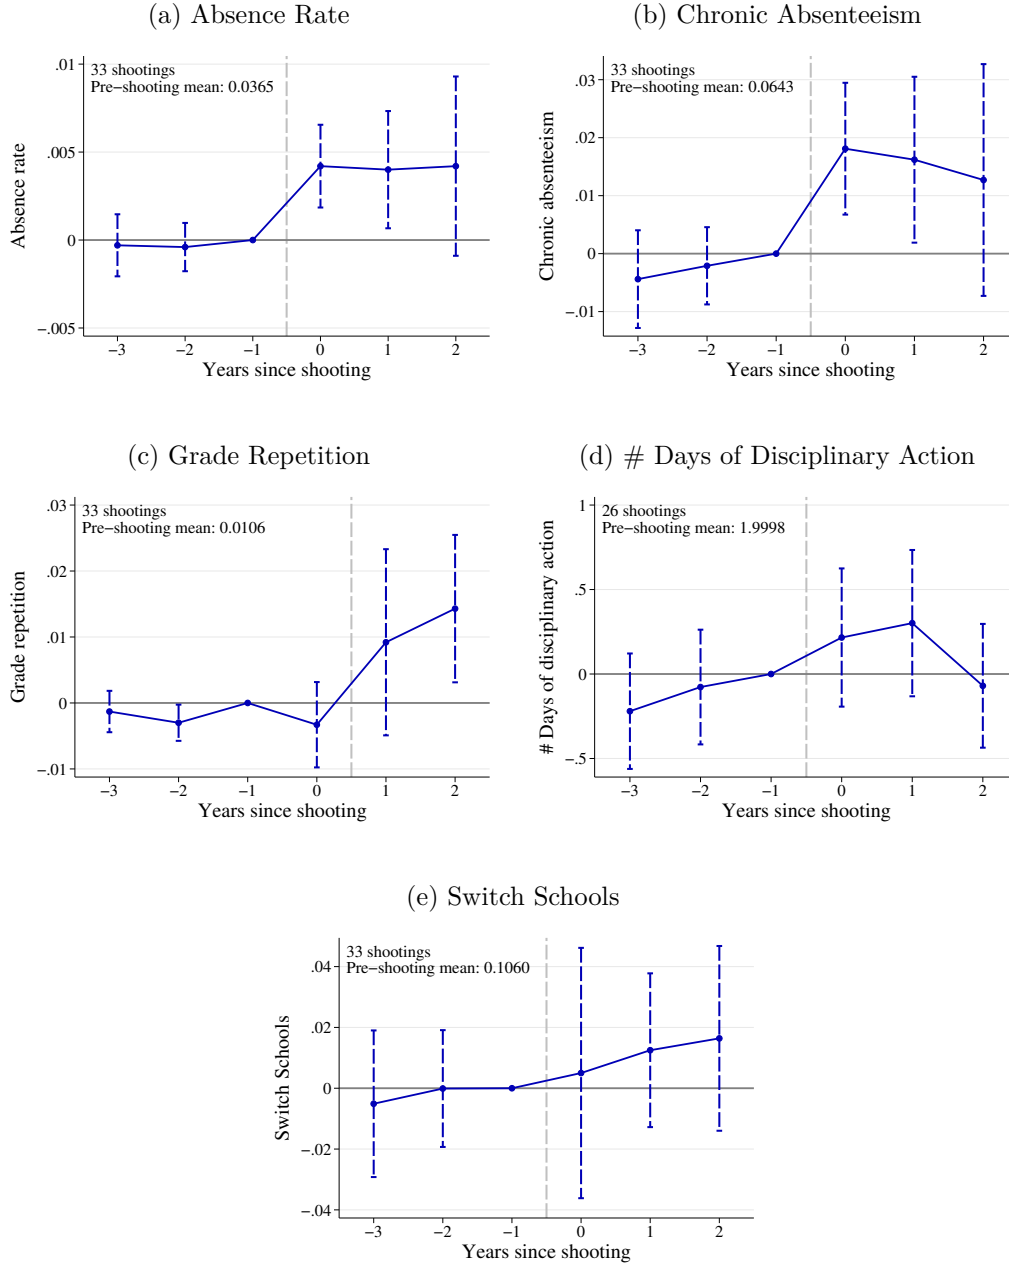 (a) Absence Rate
33 shootings
Pre−shooting mean: 0.0365
Absence rate
.01
.005
0
−.005
−3 −2 −1 0 1 2
Years since shooting
(b) Chronic Absenteeism
33 shootings
Pre−shooting mean: 0.0643
Chronic absenteeism
.03
.02
.01
0
−.01
−3 −2 −1 0 1 2
Years since shooting
(c) Grade Repetition
33 shootings
Pre−shooting mean: 0.0106
Grade repetition
.03
.02
.01
0
−.01
−3 −2 −1 0 1 2
Years since shooting
(d) # Days of Disciplinary Action
26 shootings
Pre−shooting mean: 1.9998
# Days of disciplinary action
1
.5
0
−.5
−3 −2 −1 0 1 2
Years since shooting
(e) Switch Schools
33 shootings
Pre−shooting mean: 0.1060
Switch Schools
.04
.02
0
−.02
−.04
−3 −2 −1 0 1 2
Years since shooting